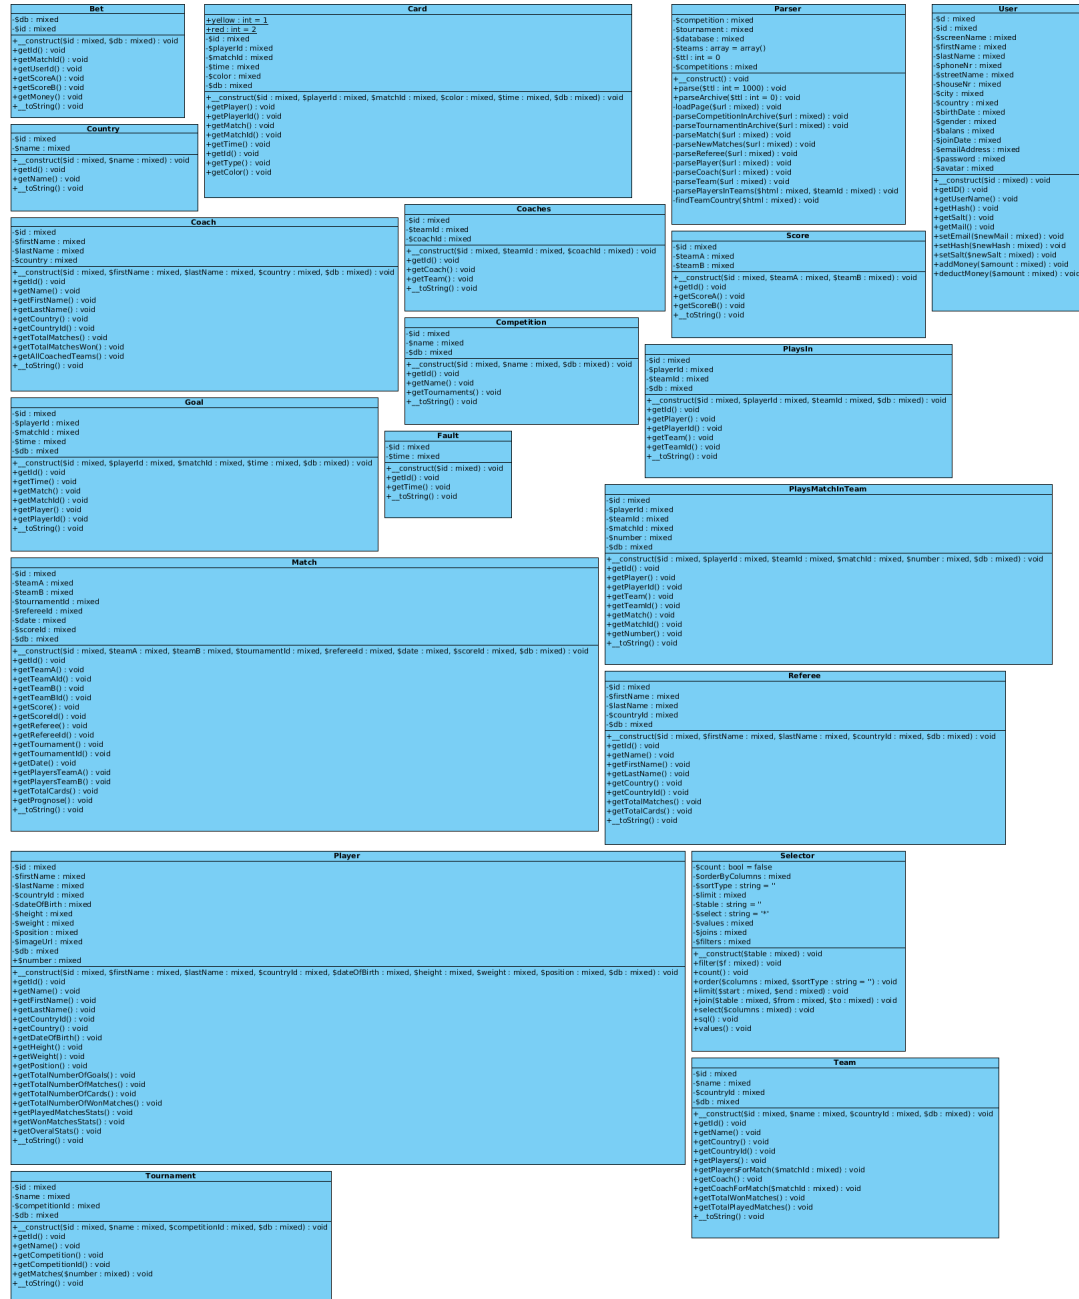 Bet
-$db : mixed
-$id : mixed
+__construct($id : mixed, $db : mixed) : void
+getId() : void
+getMatchId() : void
+getUserId() : void
+getScoreA() : void
+getScoreB() : void
+getMoney() : void
+__toString() : void
Card
+yellow : int = 1
+red : int = 2
-$id : mixed
-$playerId : mixed
-$matchId : mixed
-$time : mixed
-$color : mixed
-$db : mixed
+__construct($id : mixed, $playerId : mixed, $matchId : mixed, $color : mixed, $time : mixed, $db : mixed) : void
+getPlayer() : void
+getPlayerId() : void
+getMatch() : void
+getMatchId() : void
+getTime() : void
+getId() : void
+getType() : void
+getColor() : void
Parser
-$competition : mixed
-$tournament : mixed
-$database : mixed
-$teams : array = array()
-$ttl : int = 0
-$competitions : mixed
+__construct() : void
+parse($ttl : int = 1000) : void
+parseArchive($ttl : int = 0) : void
-loadPage($url : mixed) : void
-parseCompetitionInArchive($url : mixed) : void
-parseTournamentInArchive($url : mixed) : void
-parseMatch($url : mixed) : void
-parseNewMatches($url : mixed) : void
-parseReferee($url : mixed) : void
-parsePlayer($url : mixed) : void
-parseCoach($url : mixed) : void
-parseTeam($url : mixed) : void
-parsePlayersInTeams($html : mixed, $teamId : mixed) : void
-findTeamCountry($html : mixed) : void
User
-$d : mixed
-$id : mixed
-$screenName : mixed
-$firstName : mixed
-$lastName : mixed
-$phoneNr : mixed
-$streetName : mixed
-$houseNr : mixed
-$city : mixed
-$country : mixed
-$birthDate : mixed
-$gender : mixed
-$balans : mixed
-$joinDate : mixed
-$emailAddress : mixed
-$password : mixed
-$avatar : mixed
+__construct($id : mixed) : void
+getID() : void
+getUserName() : void
+getHash() : void
+getSalt() : void
+getMail() : void
+setEmail($newMail : mixed) : void
+setHash($newHash : mixed) : void
+setSalt($newSalt : mixed) : void
+addMoney($amount : mixed) : void
+deductMoney($amount : mixed) : void
Country
-$id : mixed
-$name : mixed
+__construct($id : mixed, $name : mixed) : void
+getId() : void
+getName() : void
+__toString() : void
Coach
-$id : mixed
-$firstName : mixed
-$lastName : mixed
-$country : mixed
+__construct($id : mixed, $firstName : mixed, $lastName : mixed, $country : mixed, $db : mixed) : void
+getId() : void
+getName() : void
+getFirstName() : void
+getLastName() : void
+getCountry() : void
+getCountryId() : void
+getTotalMatches() : void
+getTotalMatchesWon() : void
+getAllCoachedTeams() : void
+__toString() : void
Coaches
-$id : mixed
-$teamId : mixed
-$coachId : mixed
+__construct($id : mixed, $teamId : mixed, $coachId : mixed) : void
+getId() : void
+getCoach() : void
+getTeam() : void
+__toString() : void
Score
-$id : mixed
-$teamA : mixed
-$teamB : mixed
+__construct($id : mixed, $teamA : mixed, $teamB : mixed) : void
+getId() : void
+getScoreA() : void
+getScoreB() : void
+__toString() : void
Competition
-$id : mixed
-$name : mixed
-$db : mixed
+__construct($id : mixed, $name : mixed, $db : mixed) : void
+getId() : void
+getName() : void
+getTournaments() : void
+__toString() : void
PlaysIn
-$id : mixed
-$playerId : mixed
-$teamId : mixed
-$db : mixed
+__construct($id : mixed, $playerId : mixed, $teamId : mixed, $db : mixed) : void
+getId() : void
+getPlayer() : void
+getPlayerId() : void
+getTeam() : void
+getTeamId() : void
+__toString() : void
Goal
-$id : mixed
-$playerId : mixed
-$matchId : mixed
-$time : mixed
-$db : mixed
+__construct($id : mixed, $playerId : mixed, $matchId : mixed, $time : mixed, $db : mixed) : void
+getId() : void
+getTime() : void
+getMatch() : void
+getMatchId() : void
+getPlayer() : void
+getPlayerId() : void
+__toString() : void
Fault
-$id : mixed
-$time : mixed
+__construct($id : mixed) : void
+getId() : void
+getTime() : void
+__toString() : void
PlaysMatchInTeam
-$id : mixed
-$playerId : mixed
-$teamId : mixed
-$matchId : mixed
-$number : mixed
-$db : mixed
+__construct($id : mixed, $playerId : mixed, $teamId : mixed, $matchId : mixed, $number : mixed, $db : mixed) : void
+getId() : void
+getPlayer() : void
+getPlayerId() : void
+getTeam() : void
+getTeamId() : void
+getMatch() : void
+getMatchId() : void
+getNumber() : void
+__toString() : void
Match
-$id : mixed
-$teamA : mixed
-$teamB : mixed
-$tournamentId : mixed
-$refereeId : mixed
-$date : mixed
-$scoreId : mixed
-$db : mixed
+__construct($id : mixed, $teamA : mixed, $teamB : mixed, $tournamentId : mixed, $refereeId : mixed, $date : mixed, $scoreId : mixed, $db : mixed) : void
+getId() : void
+getTeamA() : void
+getTeamAId() : void
+getTeamB() : void
+getTeamBId() : void
+getScore() : void
+getScoreId() : void
+getReferee() : void
+getRefereeId() : void
+getTournament() : void
+getTournamentId() : void
+getDate() : void
+getPlayersTeamA() : void
+getPlayersTeamB() : void
+getTotalCards() : void
+getPrognose() : void
+__toString() : void
Referee
-$id : mixed
-$firstName : mixed
-$lastName : mixed
-$countryId : mixed
-$db : mixed
+__construct($id : mixed, $firstName : mixed, $lastName : mixed, $countryId : mixed, $db : mixed) : void
+getId() : void
+getName() : void
+getFirstName() : void
+getLastName() : void
+getCountry() : void
+getCountryId() : void
+getTotalMatches() : void
+getTotalCards() : void
+__toString() : void
Player
-$id : mixed
-$firstName : mixed
-$lastName : mixed
-$countryId : mixed
-$dateOfBirth : mixed
-$height : mixed
-$weight : mixed
-$position : mixed
-$imageUrl : mixed
-$db : mixed
+$number : mixed
+__construct($id : mixed, $firstName : mixed, $lastName : mixed, $countryId : mixed, $dateOfBirth : mixed, $height : mixed, $weight : mixed, $position : mixed, $db : mixed) : void
+getId() : void
+getName() : void
+getFirstName() : void
+getLastName() : void
+getCountryId() : void
+getCountry() : void
+getDateOfBirth() : void
+getHeight() : void
+getWeight() : void
+getPosition() : void
+getTotalNumberOfGoals() : void
+getTotalNumberOfMatches() : void
+getTotalNumberOfCards() : void
+getTotalNumberOfWonMatches() : void
+getPlayedMatchesStats() : void
+getWonMatchesStats() : void
+getOveralStats() : void
+__toString() : void
Selector
-$count : bool = false
-$orderByColumns : mixed
-$sortType : string = ''
-$limit : mixed
-$table : string = ''
-$select : string = '*'
-$values : mixed
-$joins : mixed
-$filters : mixed
+__construct($table : mixed) : void
+filter($f : mixed) : void
+count() : void
+order($columns : mixed, $sortType : string = '') : void
+limit($start : mixed, $end : mixed) : void
+join($table : mixed, $from : mixed, $to : mixed) : void
+select($columns : mixed) : void
+sql() : void
+values() : void
Team
-$id : mixed
-$name : mixed
-$countryId : mixed
-$db : mixed
+__construct($id : mixed, $name : mixed, $countryId : mixed, $db : mixed) : void
+getId() : void
+getName() : void
+getCountry() : void
+getCountryId() : void
+getPlayers() : void
+getPlayersForMatch($matchId : mixed) : void
+getCoach() : void
+getCoachForMatch($matchId : mixed) : void
+getTotalWonMatches() : void
+getTotalPlayedMatches() : void
+__toString() : void
Tournament
-$id : mixed
-$name : mixed
-$competitionId : mixed
-$db : mixed
+__construct($id : mixed, $name : mixed, $competitionId : mixed, $db : mixed) : void
+getId() : void
+getName() : void
+getCompetition() : void
+getCompetitionId() : void
+getMatches($number : mixed) : void
+__toString() : void